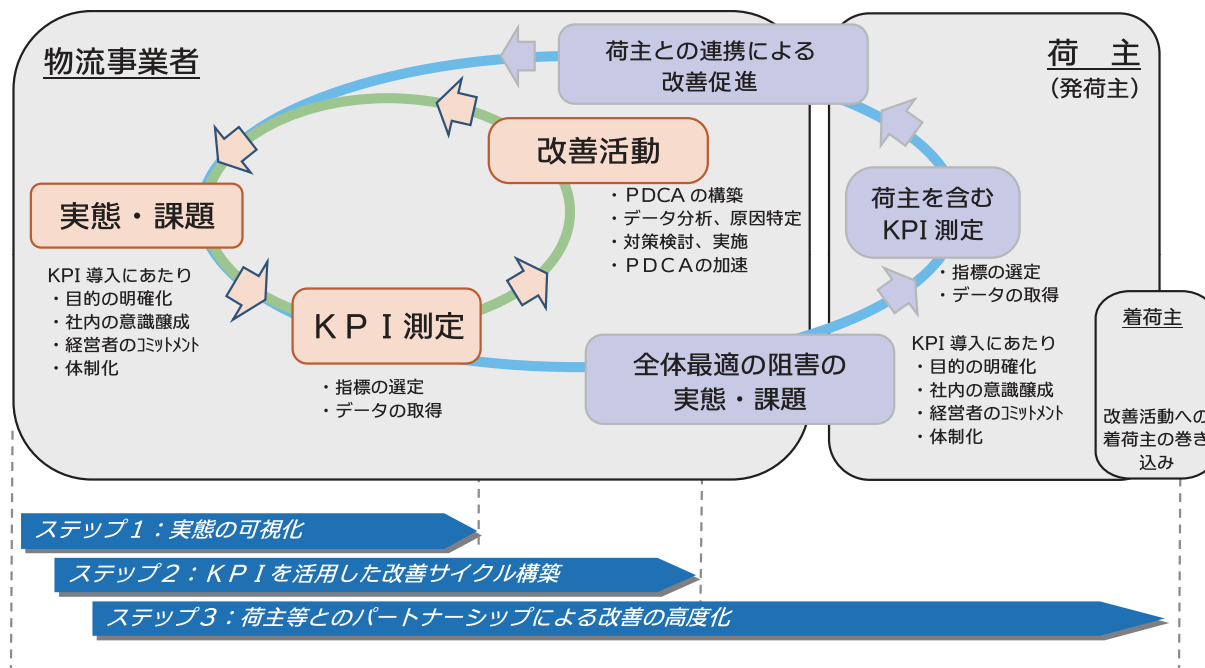 物流事業者
荷主との連携による
改善促進
荷　主
（発荷主）
改善活動
・PDCA の構築
・データ分析、原因特定
・対策検討、実施
・ＰＤＣＡの加速
実態・課題
KPI 導入にあたり
・目的の明確化
・社内の意識醸成
・経営者のｺﾐｯﾄﾒﾝﾄ
・体制化
ＫＰＩ測定
・指標の選定
・データの取得
荷主を含む
KPI 測定
・指標の選定
・データの取得
全体最適の阻害の
実態・課題
KPI 導入にあたり
・目的の明確化
・社内の意識醸成
・経営者のｺﾐｯﾄﾒﾝﾄ
・体制化
着荷主
改善活動への
着荷主の巻き
込み
ステップ１：実態の可視化
ステップ２：ＫＰＩを活用した改善サイクル構築
ステップ３：荷主等とのパートナーシップによる改善の高度化